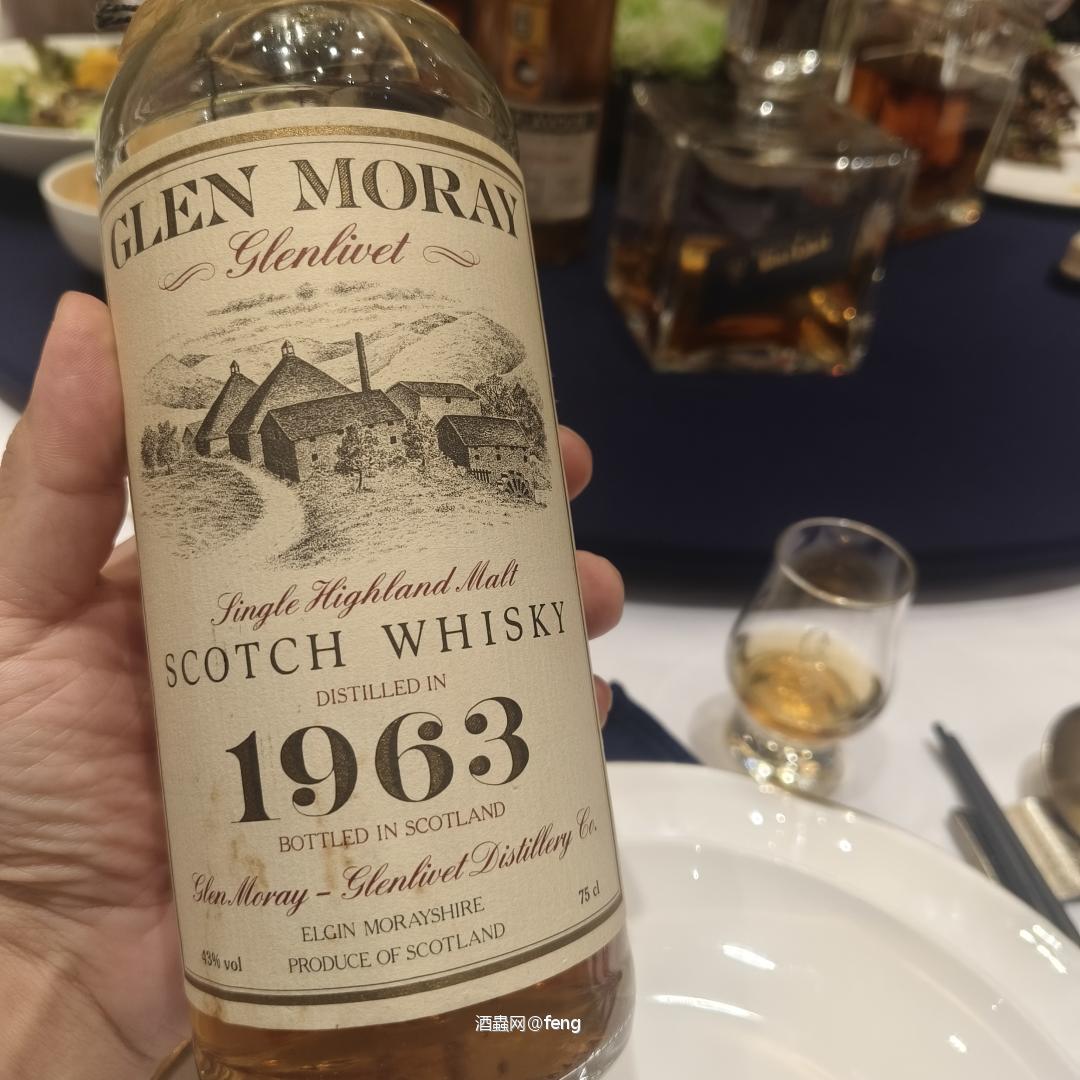 GLEN MORAY
Glenlivet
Single Highland Malt
SCOTCH WHISKY
DISTILLED IN
1963
BOTTLED IN SCOTLAND
Glen Moray – Glenlivet Distillery Co.
75 cl
ELGIN MORAYSHIRE
43% vol
PRODUCE OF SCOTLAND
酒蟲网@feng